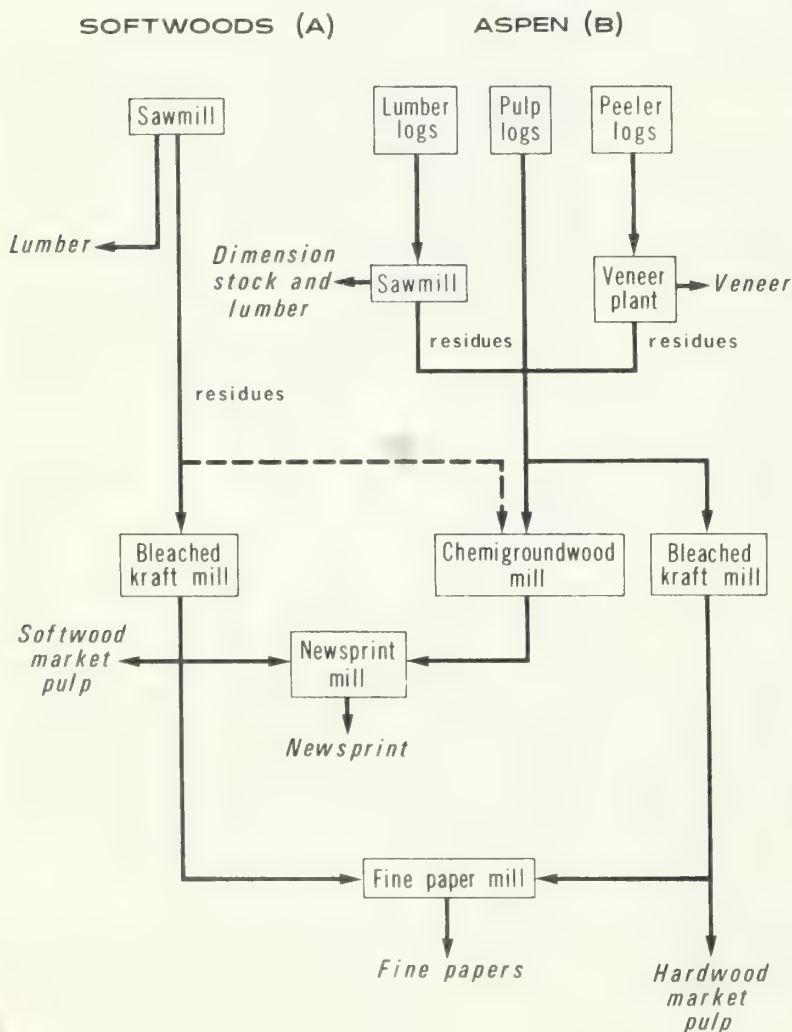 SOFTWOODS (A)
ASPEN (B)
Sawmill
Lumber
logs
Pulp
logs
Peeler
logs
Lumber
Dimension
stock and
lumber
Sawmill
Veneer
plant
Veneer
residues
residues
residues
Bleached
kraft mill
Chemigroundwood
mill
Bleached
kraft mill
Softwood
market
pulp
Newsprint
mill
Newsprint
Fine paper mill
Fine papers
Hardwood
market
pulp